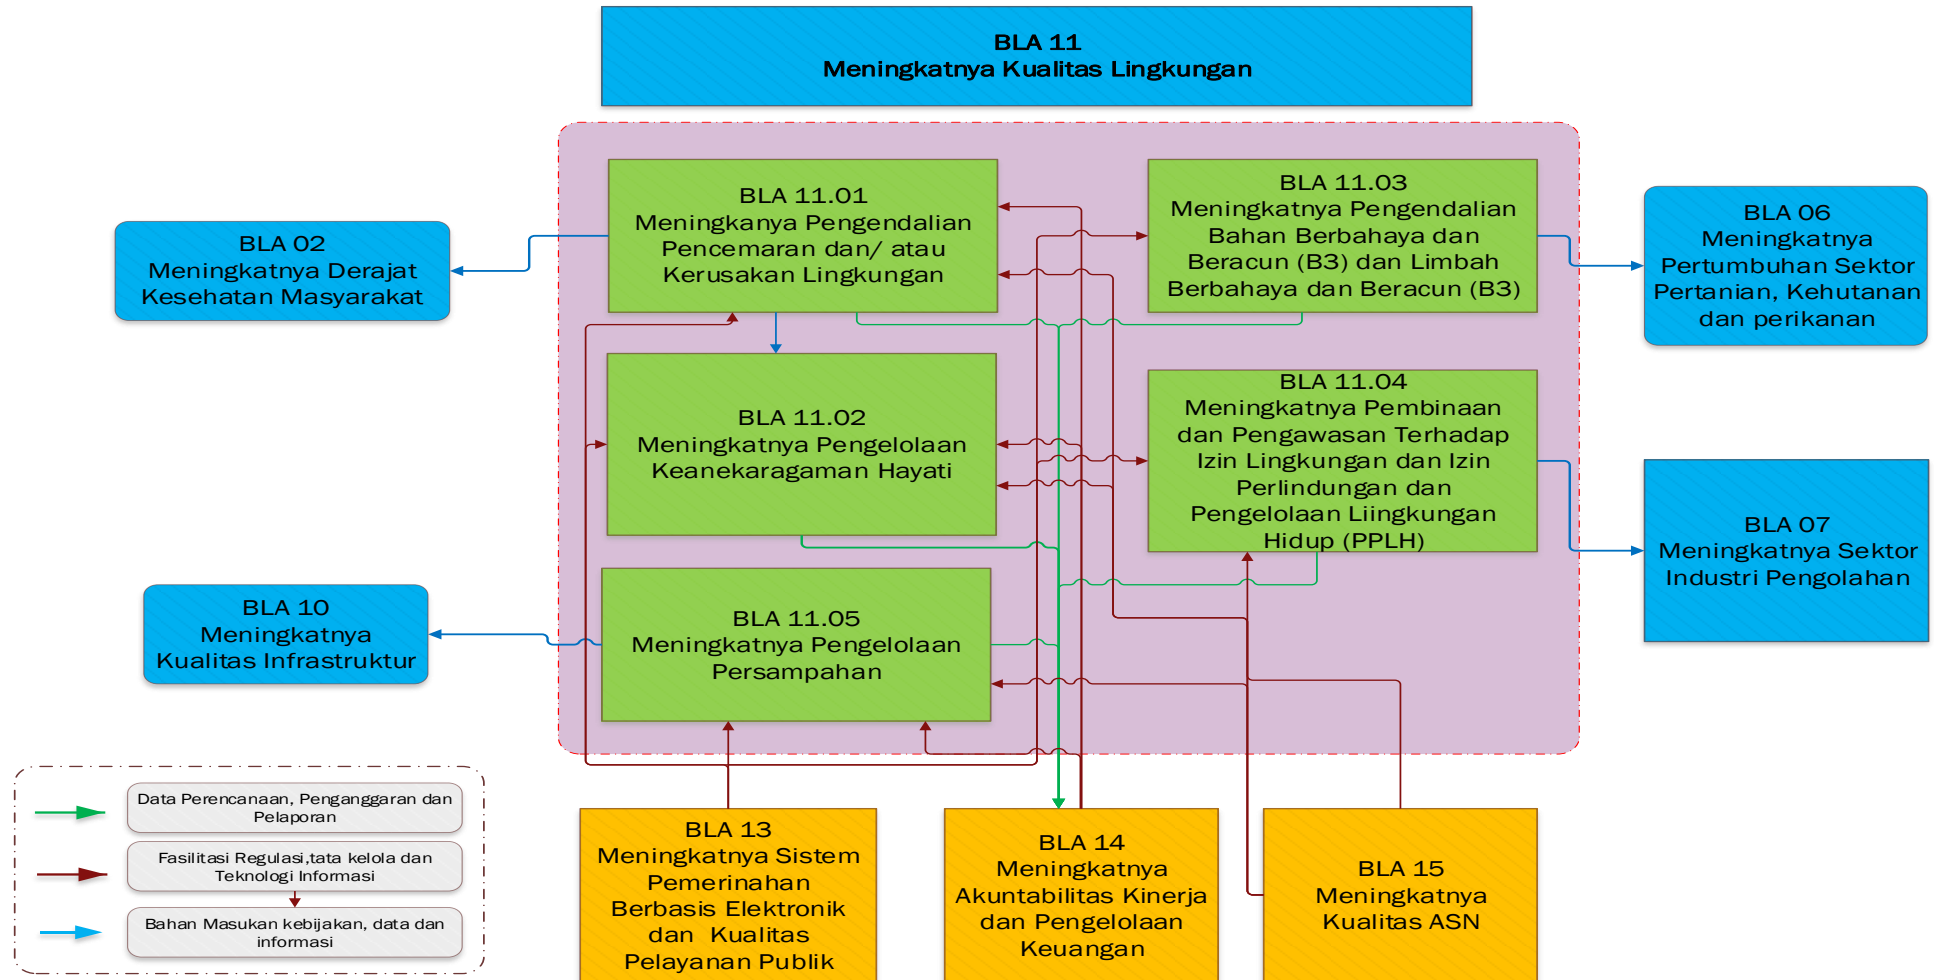 BLA 11
Meningkatnya Kualitas Lingkungan
BLA 11.01
Meningkanya Pengendalian
Pencemaran dan/ atau
Kerusakan Lingkungan
BLA 11.03
Meningkatnya Pengendalian
Bahan Berbahaya dan
Beracun (B3) dan Limbah
Berbahaya dan Beracun (B3)
BLA 02
Meningkatnya Derajat
Kesehatan Masyarakat
BLA 06
Meningkatnya
Pertumbuhan Sektor
Pertanian, Kehutanan
dan perikanan
BLA 11.02
Meningkatnya Pengelolaan
Keanekaragaman Hayati
BLA 11.04
Meningkatnya Pembinaan
dan Pengawasan Terhadap
Izin Lingkungan dan Izin
Perlindungan dan
Pengelolaan Liingkungan
Hidup (PPLH)
BLA 07
Meningkatnya Sektor
Industri Pengolahan
BLA 10
Meningkatnya
Kualitas Infrastruktur
BLA 11.05
Meningkatnya Pengelolaan
Persampahan
Data Perencanaan, Penganggaran dan
Pelaporan
Fasilitasi Regulasi,tata kelola dan
Teknologi Informasi
Bahan Masukan kebijakan, data dan
informasi
BLA 13
Meningkatnya Sistem
Pemerinahan
Berbasis Elektronik
dan Kualitas
Pelayanan Publik
BLA 14
Meningkatnya
Akuntabilitas Kinerja
dan Pengelolaan
Keuangan
BLA 15
Meningkatnya
Kualitas ASN